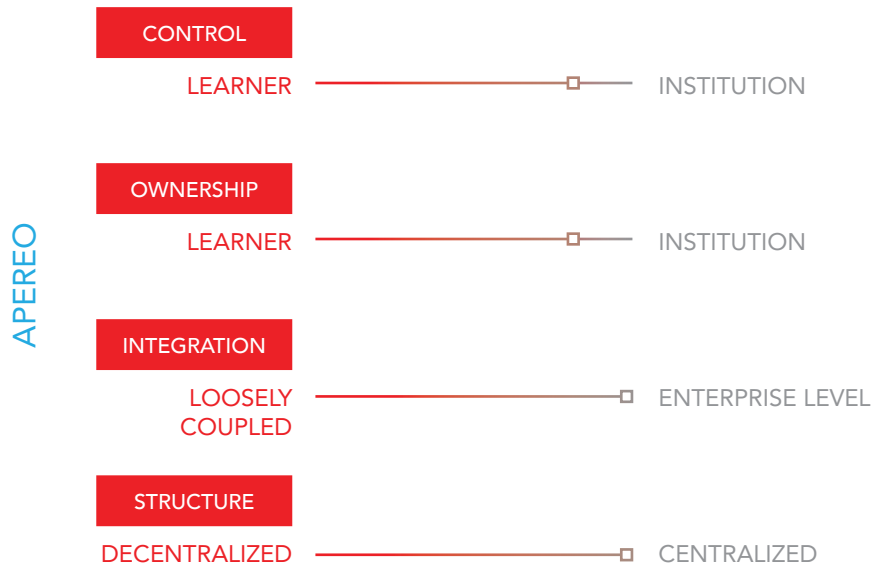 APEREO
CONTROL
LEARNER
INSTITUTION
OWNERSHIP
LEARNER
INSTITUTION
INTEGRATION
LOOSELY
COUPLED
ENTERPRISE LEVEL
STRUCTURE
DECENTRALIZED
CENTRALIZED